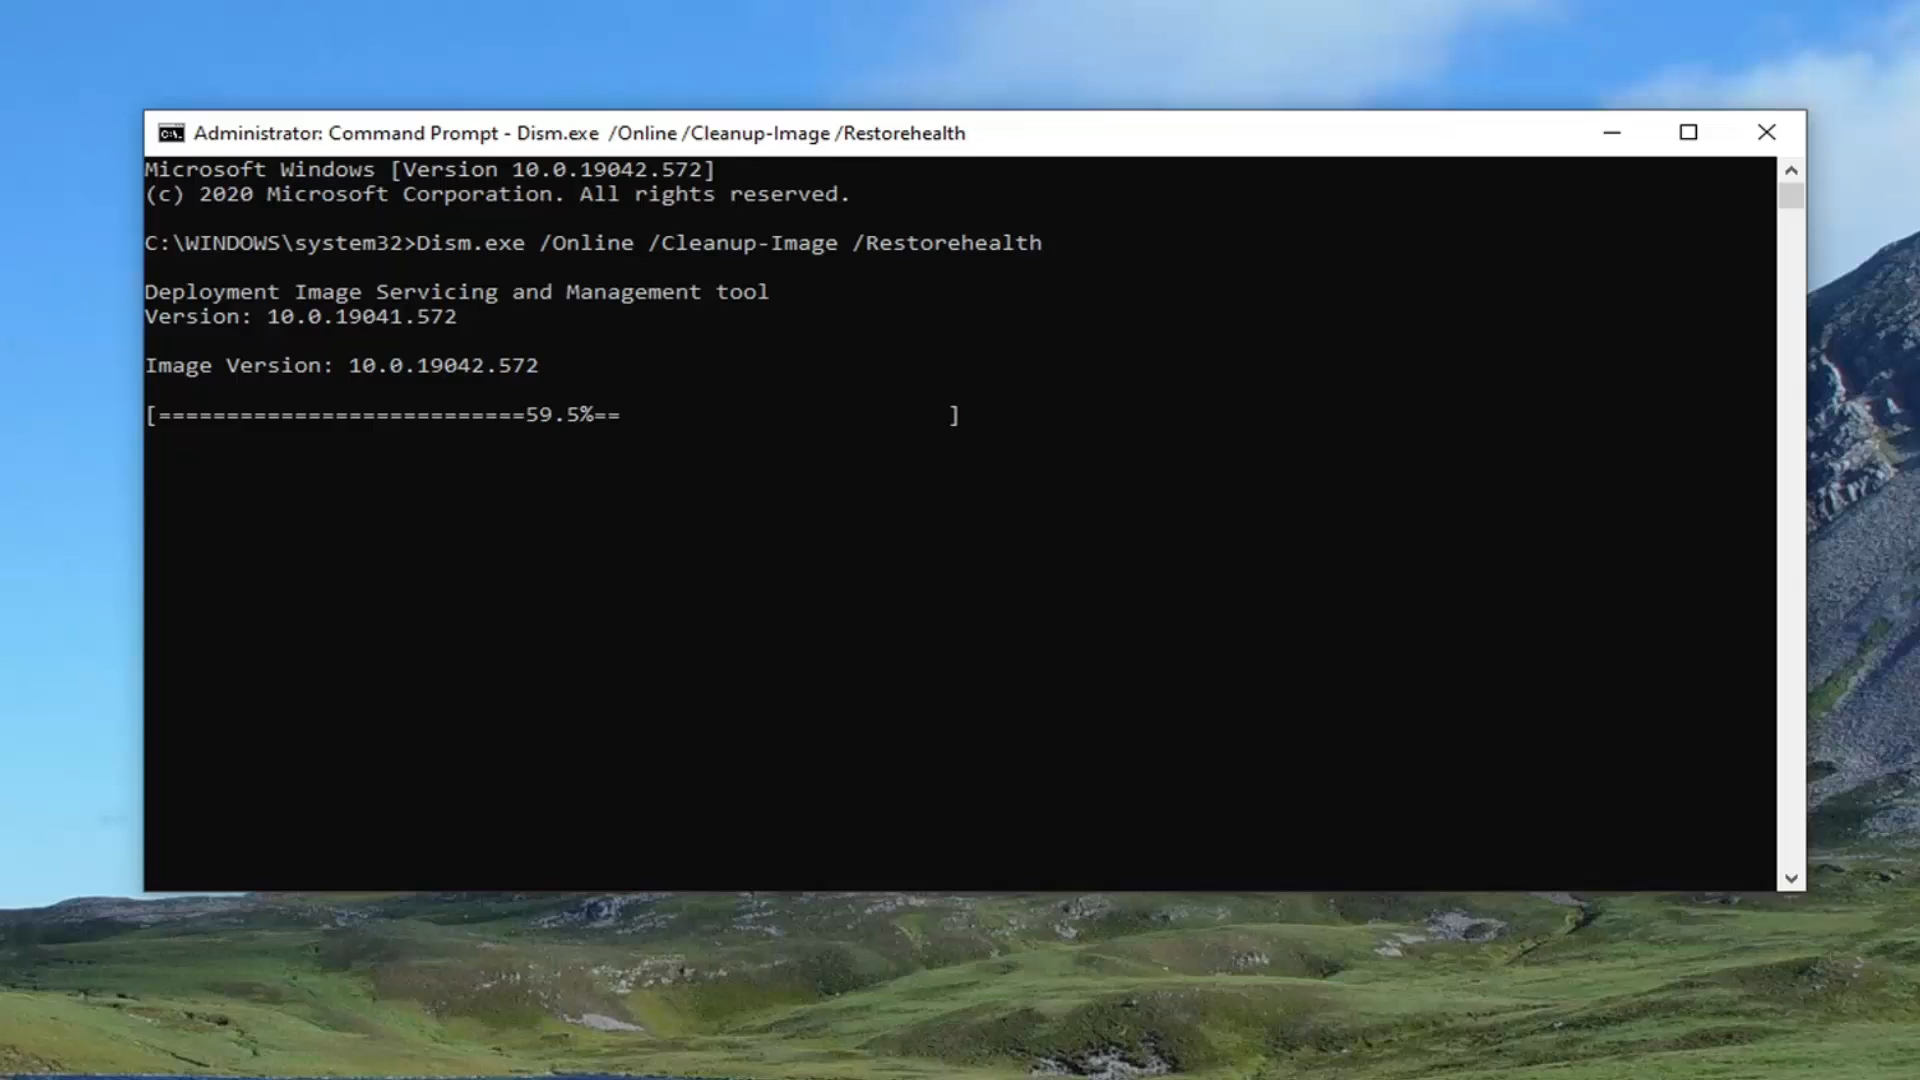 Administrator: Command Prompt - Dism.exe  /Online /Cleanup-Image /Restorehealth
Microsoft Windows [Version 10.0.19042.572]
(c) 2020 Microsoft Corporation. All rights reserved.
C:\WINDOWS\system32>Dism.exe /Online /Cleanup-Image /Restorehealth
Deployment Image Servicing and Management tool
Version: 10.0.19041.572
Image Version: 10.0.19042.572
[===========================59.5%==                        ]